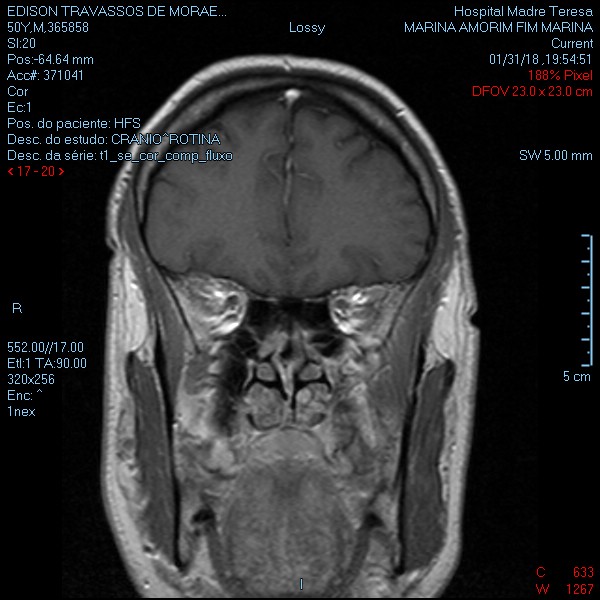 EDISON TRAVASSOS DE MORAE...
50Y,M,365858
Sl:20
Pos:-64.64 mm
Acc#: 371041
Cor
Ec:1
Pos. do paciente: HFS
Desc. do estudo: CRANIO^ROTINA
Desc. da série: t1_se_cor_comp_fluxo
< 17 - 20 >
Lossy
Hospital Madre Teresa
MARINA AMORIM FIM MARINA
Current
01/31/18 ,19:54:51
188% Pixel
DFOV 23.0 x 23.0 cm
SW 5.00 mm
R
5 cm
552.00//17.00
Etl:1 TA:90.00
320x256
Enc: ^
1nex
I
C 633
W 1267